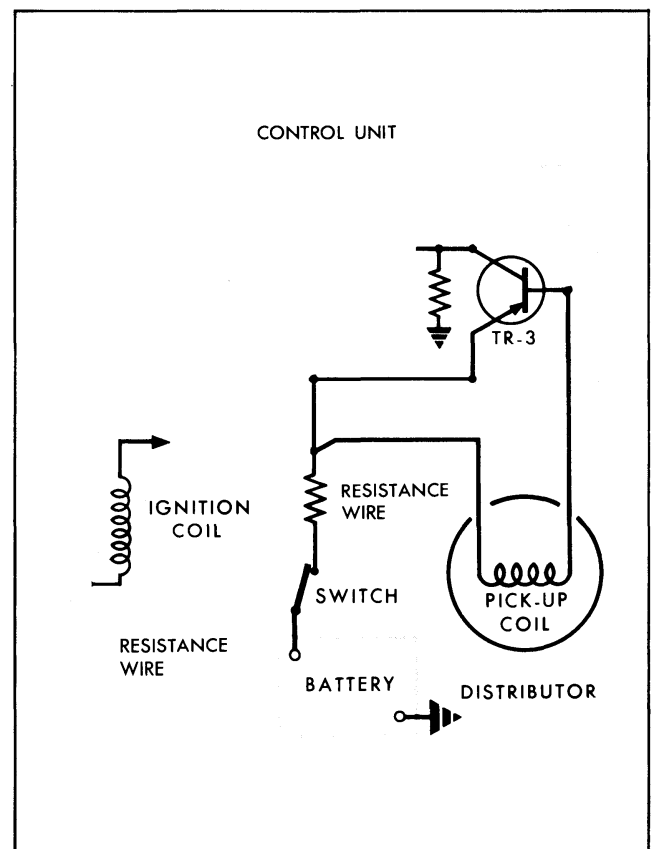 CONTROL UNIT
TR-3
RESISTANCE
WIRE
IGNITION
COIL
SWITCH
PICK-UP
COIL
RESISTANCE
WIRE
BATTERY
DISTRIBUTOR